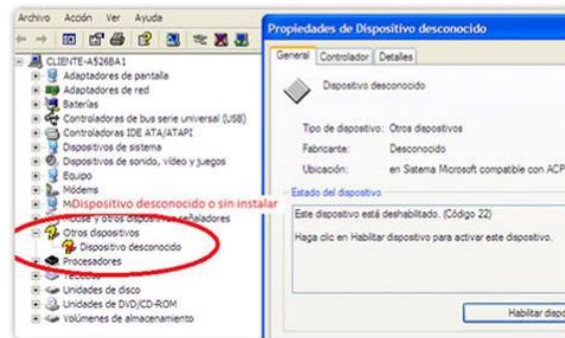 Archivo Acción Ver Ayuda
CLIENTE-A526BA1
Adaptadores de pantalla
Adaptadores de red
Baterías
Controladoras de bus serie universal (USB)
Controladoras IDE ATA/ATAPI
Dispositivos de sistema
Dispositivos de sonido, vídeo y juegos
Equipo
Módems
Dispositivo desconocido o sin instalar
Mouse y otros dispositivos señaladores
Otros dispositivos
Dispositivo desconocido
Procesadores
Teclados
Unidades de disco
Unidades de DVD/CD-ROM
Volúmenes de almacenamiento
Propiedades de Dispositivo desconocido
General Controlador Detalles
Dispositivo desconocido
Tipo de dispositivo: Otros dispositivos
Fabricante: Desconocido
Ubicación: en Sistema Microsoft compatible con ACP
Estado del dispositivo
Este dispositivo está deshabilitado. (Código 22)
Haga clic en Habilitar dispositivo para activar este dispositivo.
Habilitar dispo